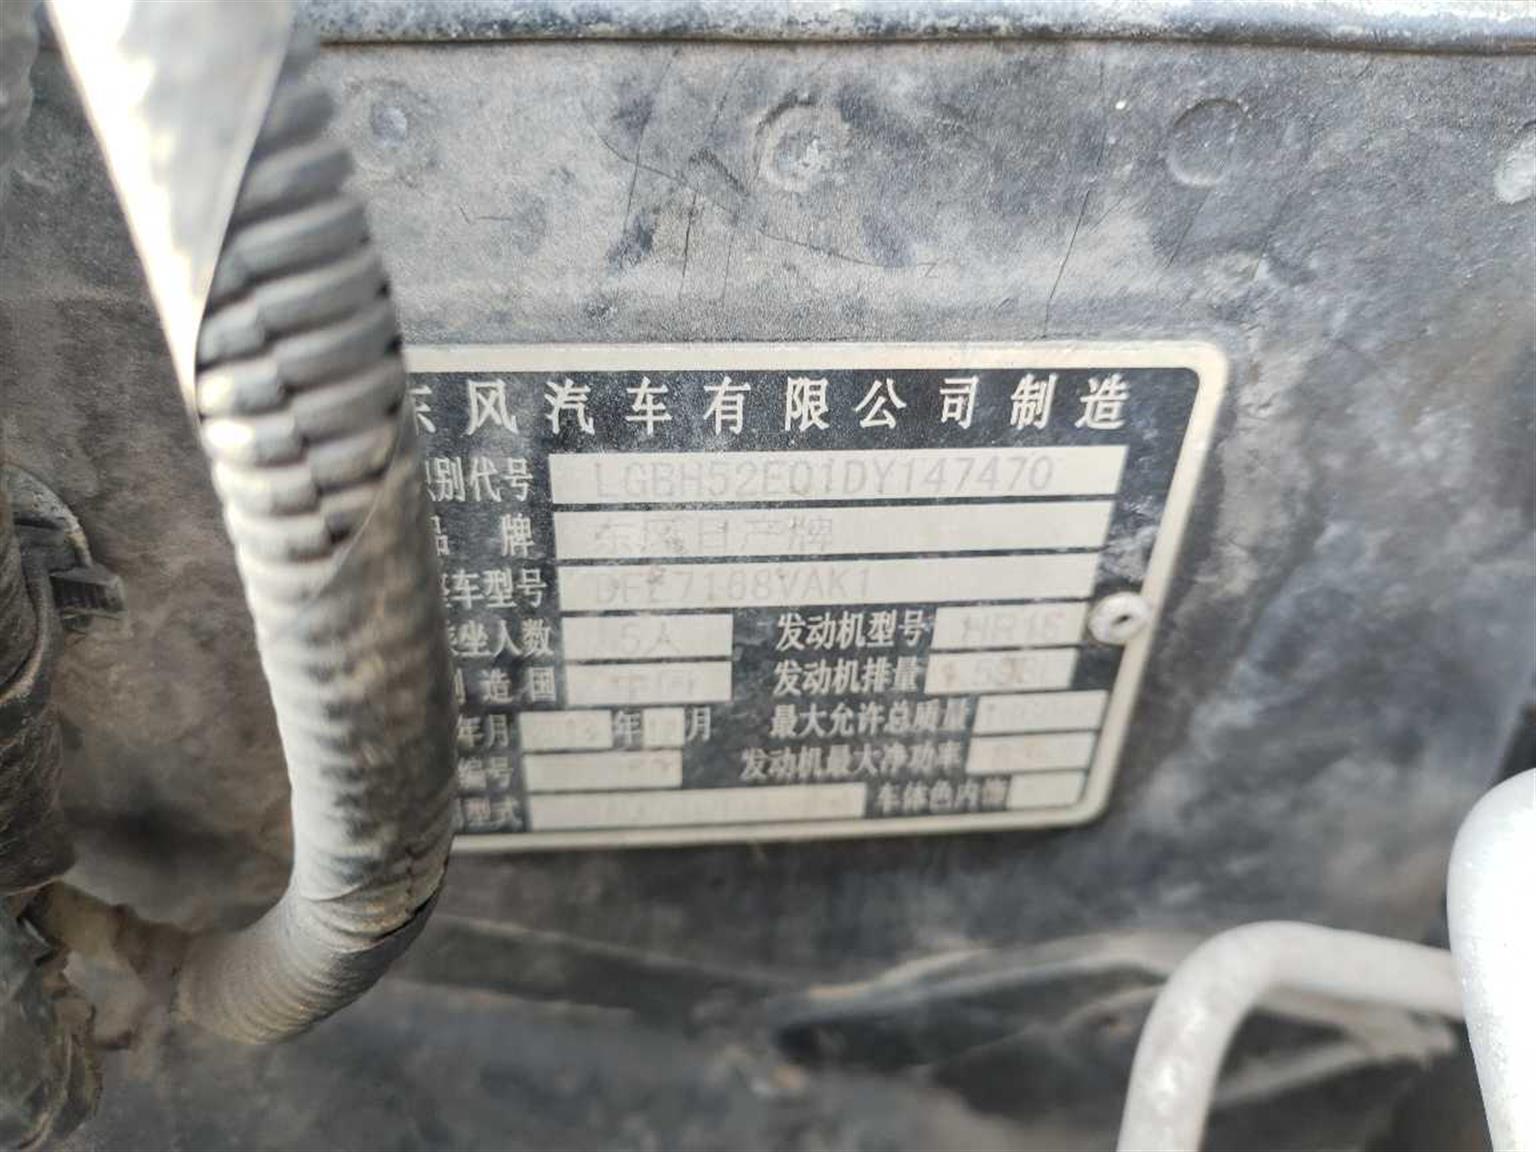 东风汽车有限公司制造
识别代号 LGBH52E01DY147470
品 牌 东风日产牌
车型号 DFL7168VAK1
坐人数 5人 发动机型号 HR16
制造国 中国 发动机排量
年月 年 月 最大允许总质量
编号 发动机最大净功率
型式 车体色内饰